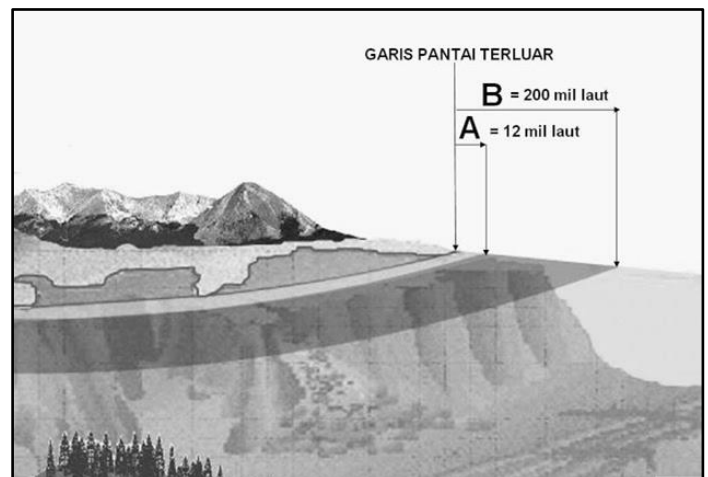 GARIS PANTAI TERLUAR
B = 200 mil laut
A = 12 mil laut